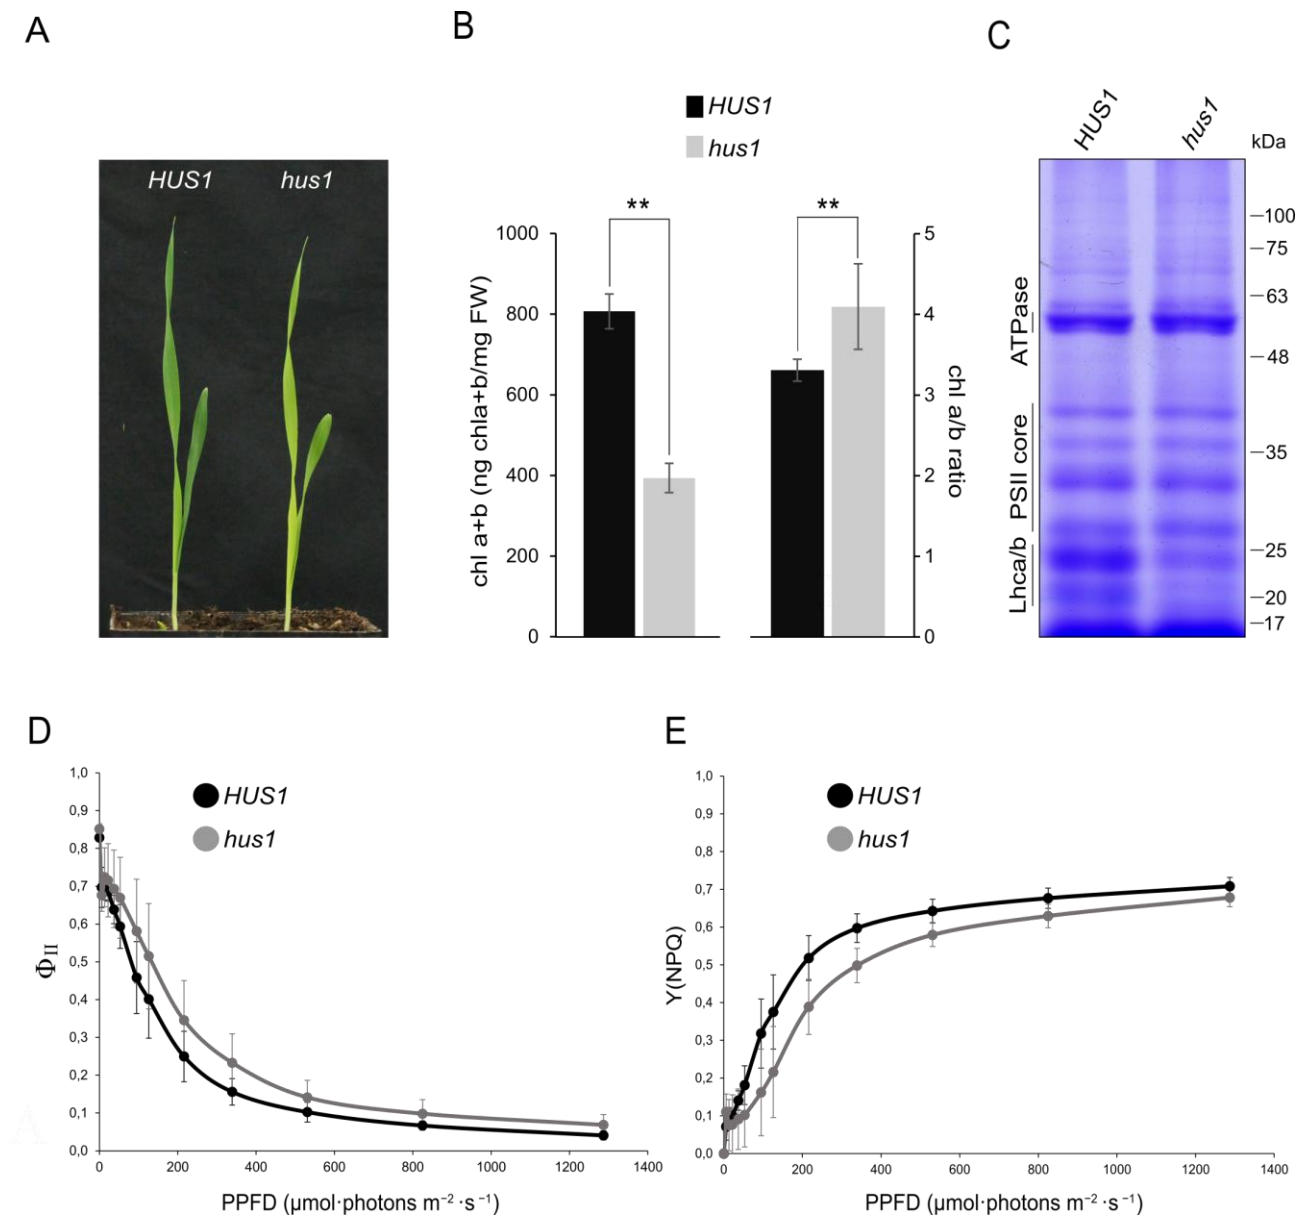 A
B
C
HUS1
hus1
HUS1
hus1
**
**
1000
800
600
400
200
0
chl a+b (ng chla+b/mg FW)
5
4
3
2
1
0
chl a/b ratio
HUS1
hus1
kDa
ATPase
PSII core
Lhca/b
100
75
63
48
35
25
20
17
D
HUS1
hus1
1,0
0,9
0,8
0,7
0,6
0,5
0,4
0,3
0,2
0,1
0,0
ΦII
0 200 400 600 800 1000 1200 1400
PPFD (µmol·photons m⁻² ·s⁻¹)
E
HUS1
hus1
1,0
0,9
0,8
0,7
0,6
0,5
0,4
0,3
0,2
0,1
0,0
Y(NPQ)
0 200 400 600 800 1000 1200 1400
PPFD (µmol·photons m⁻² ·s⁻¹)